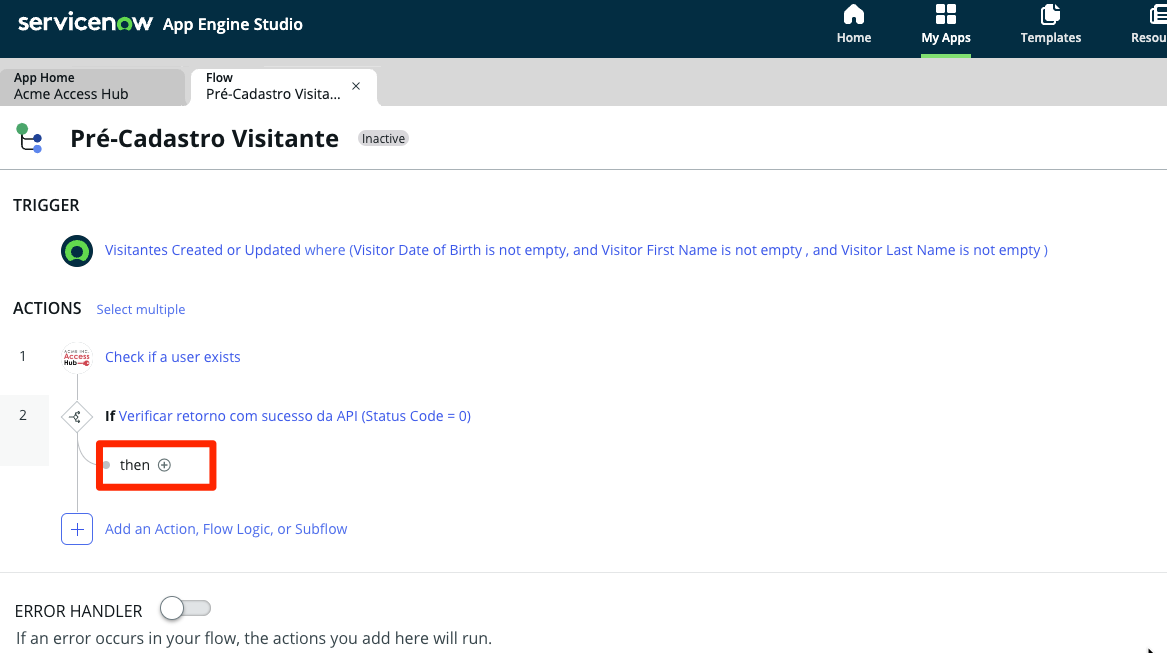 servicenow App Engine Studio
Home
My Apps
Templates
Resou
App Home
Acme Access Hub
Flow
Pré-Cadastro Visita... ×
Pré-Cadastro Visitante Inactive
TRIGGER
Visitantes Created or Updated where (Visitor Date of Birth is not empty, and Visitor First Name is not empty , and Visitor Last Name is not empty )
ACTIONS Select multiple
1 ACME INC. Access Hub Check if a user exists
2 If Verificar retorno com sucesso da API (Status Code = 0)
then
Add an Action, Flow Logic, or Subflow
ERROR HANDLER
If an error occurs in your flow, the actions you add here will run.